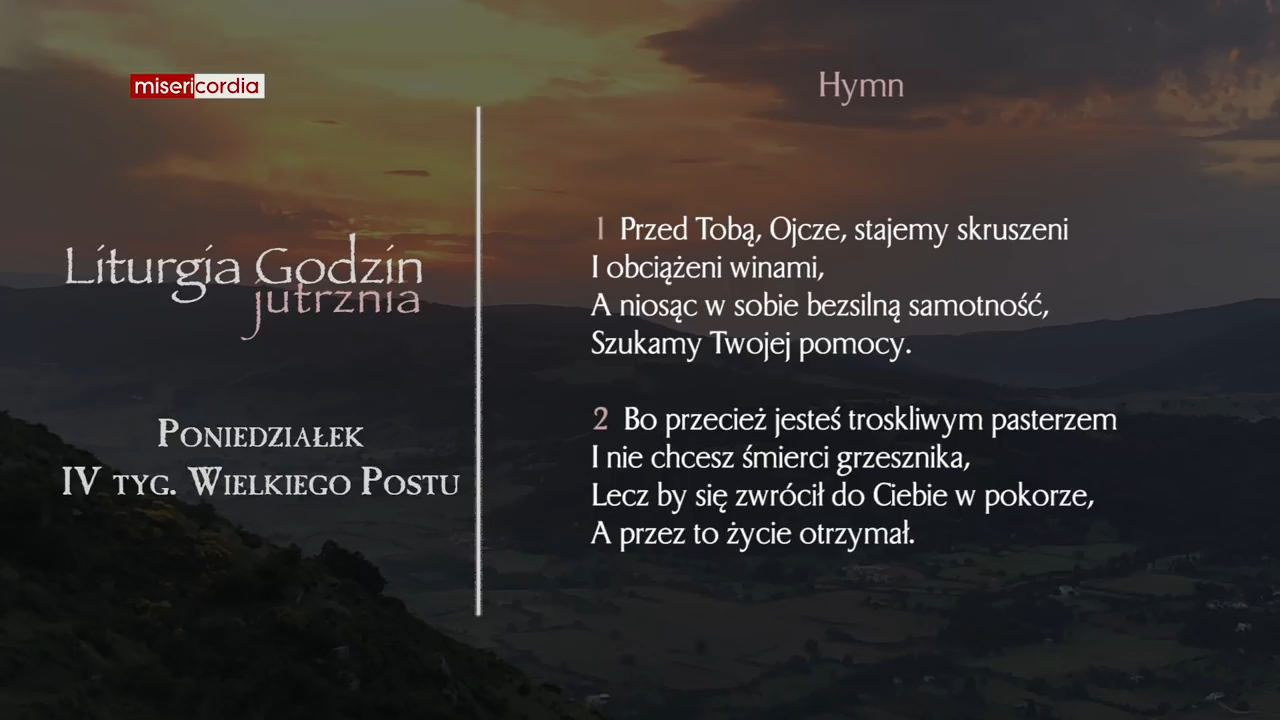 misericordia
Liturgia Godzin
jutrznia
Poniedziałek
IV tyg. Wielkiego Postu
Hymn
1 Przed Tobą, Ojcze, stajemy skruszeni
I obciążeni winami,
A niosąc w sobie bezsilną samotność,
Szukamy Twojej pomocy.
2 Bo przecież jesteś troskliwym pasterzem
I nie chcesz śmierci grzesznika,
Lecz by się zwrócił do Ciebie w pokorze,
A przez to życie otrzymał.